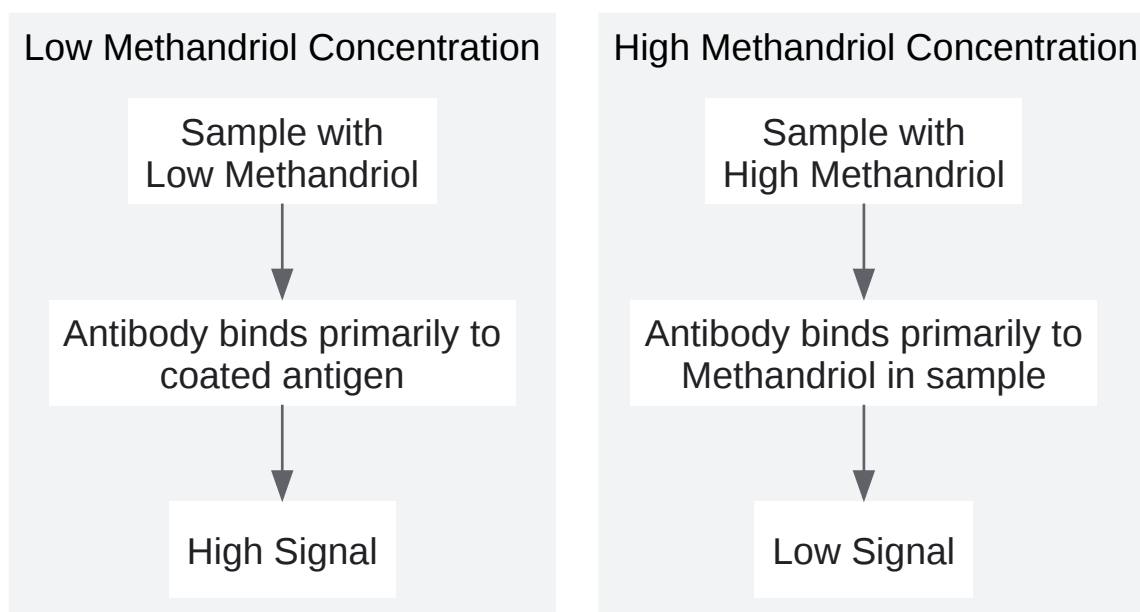 Low Methandriol Concentration
Sample with
Low Methandriol
Antibody binds primarily to
coated antigen
High Signal
High Methandriol Concentration
Sample with
High Methandriol
Antibody binds primarily to
Methandriol in sample
Low Signal